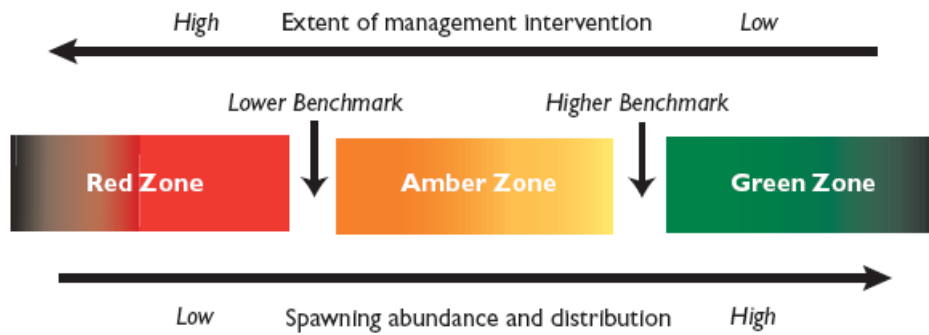 High Extent of management intervention Low
Lower Benchmark Higher Benchmark
Red Zone Amber Zone Green Zone
Low Spawning abundance and distribution High